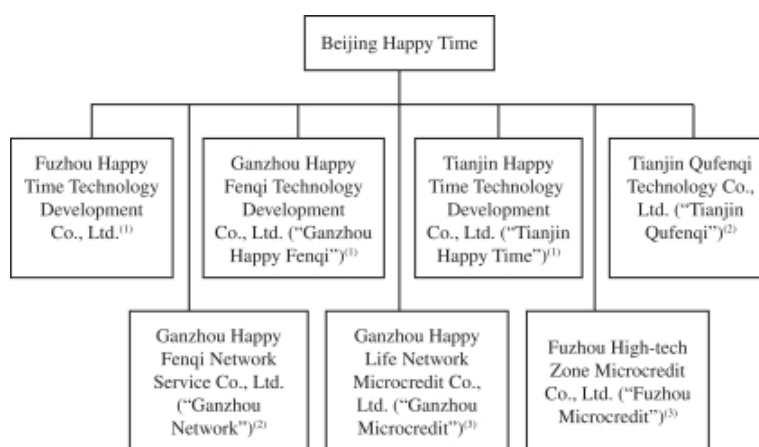 Beijing Happy Time
Fuzhou Happy
Time Technology
Development
Co., Ltd.⁽¹⁾
Ganzhou Happy
Fenqi Technology
Development
Co., Ltd. (“Ganzhou
Happy Fenqi”)⁽¹⁾
Tianjin Happy
Time Technology
Development
Co., Ltd. (“Tianjin
Happy Time”)⁽¹⁾
Tianjin Qufenqi
Technology Co.,
Ltd. (“Tianjin
Qufenqi”)⁽²⁾
Ganzhou Happy
Fenqi Network
Service Co., Ltd.
(“Ganzhou
Network”)⁽²⁾
Ganzhou Happy
Life Network
Microcredit Co.,
Ltd. (“Ganzhou
Microcredit”)⁽³⁾
Fuzhou High-tech
Zone Microcredit
Co., Ltd. (“Fuzhou
Microcredit”)⁽³⁾